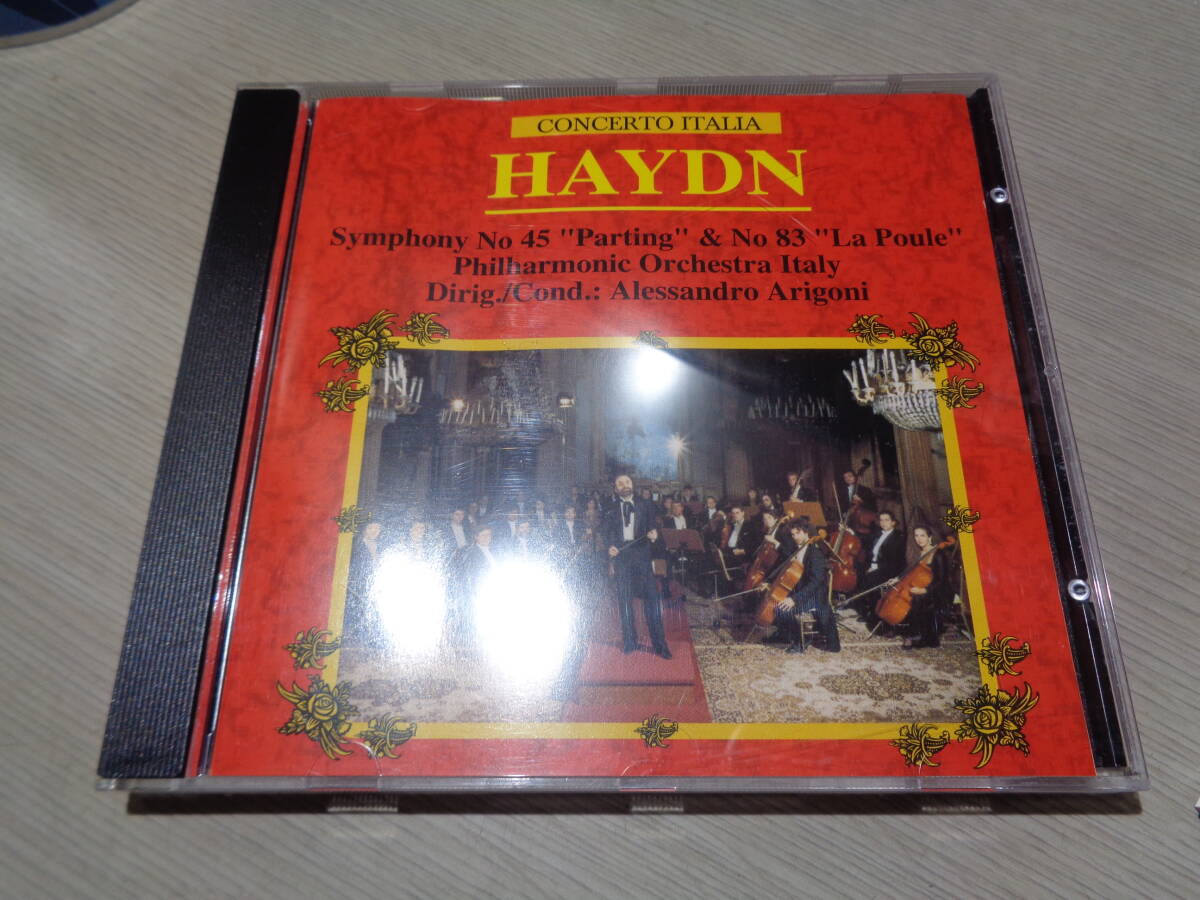 CONCERTO ITALIA
HAYDN
Symphony No 45 "Parting" & No 83 "La Poule"
Philharmonic Orchestra Italy
Dirig./Cond.: Alessandro Arigoni